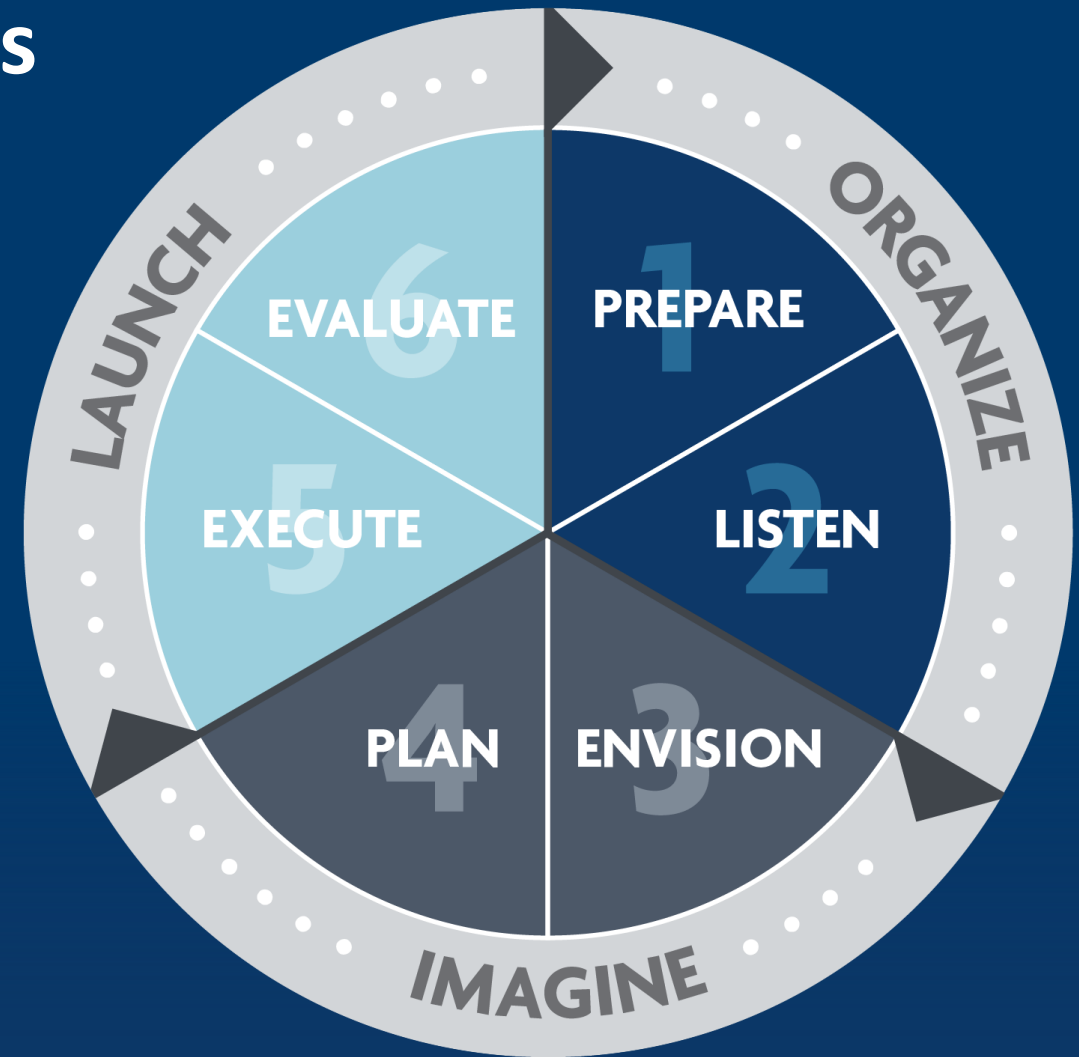 s
ORGANIZE
1
PREPARE
2
LISTEN
IMAGINE
3
ENVISION
4
PLAN
LAUNCH
5
EXECUTE
6
EVALUATE